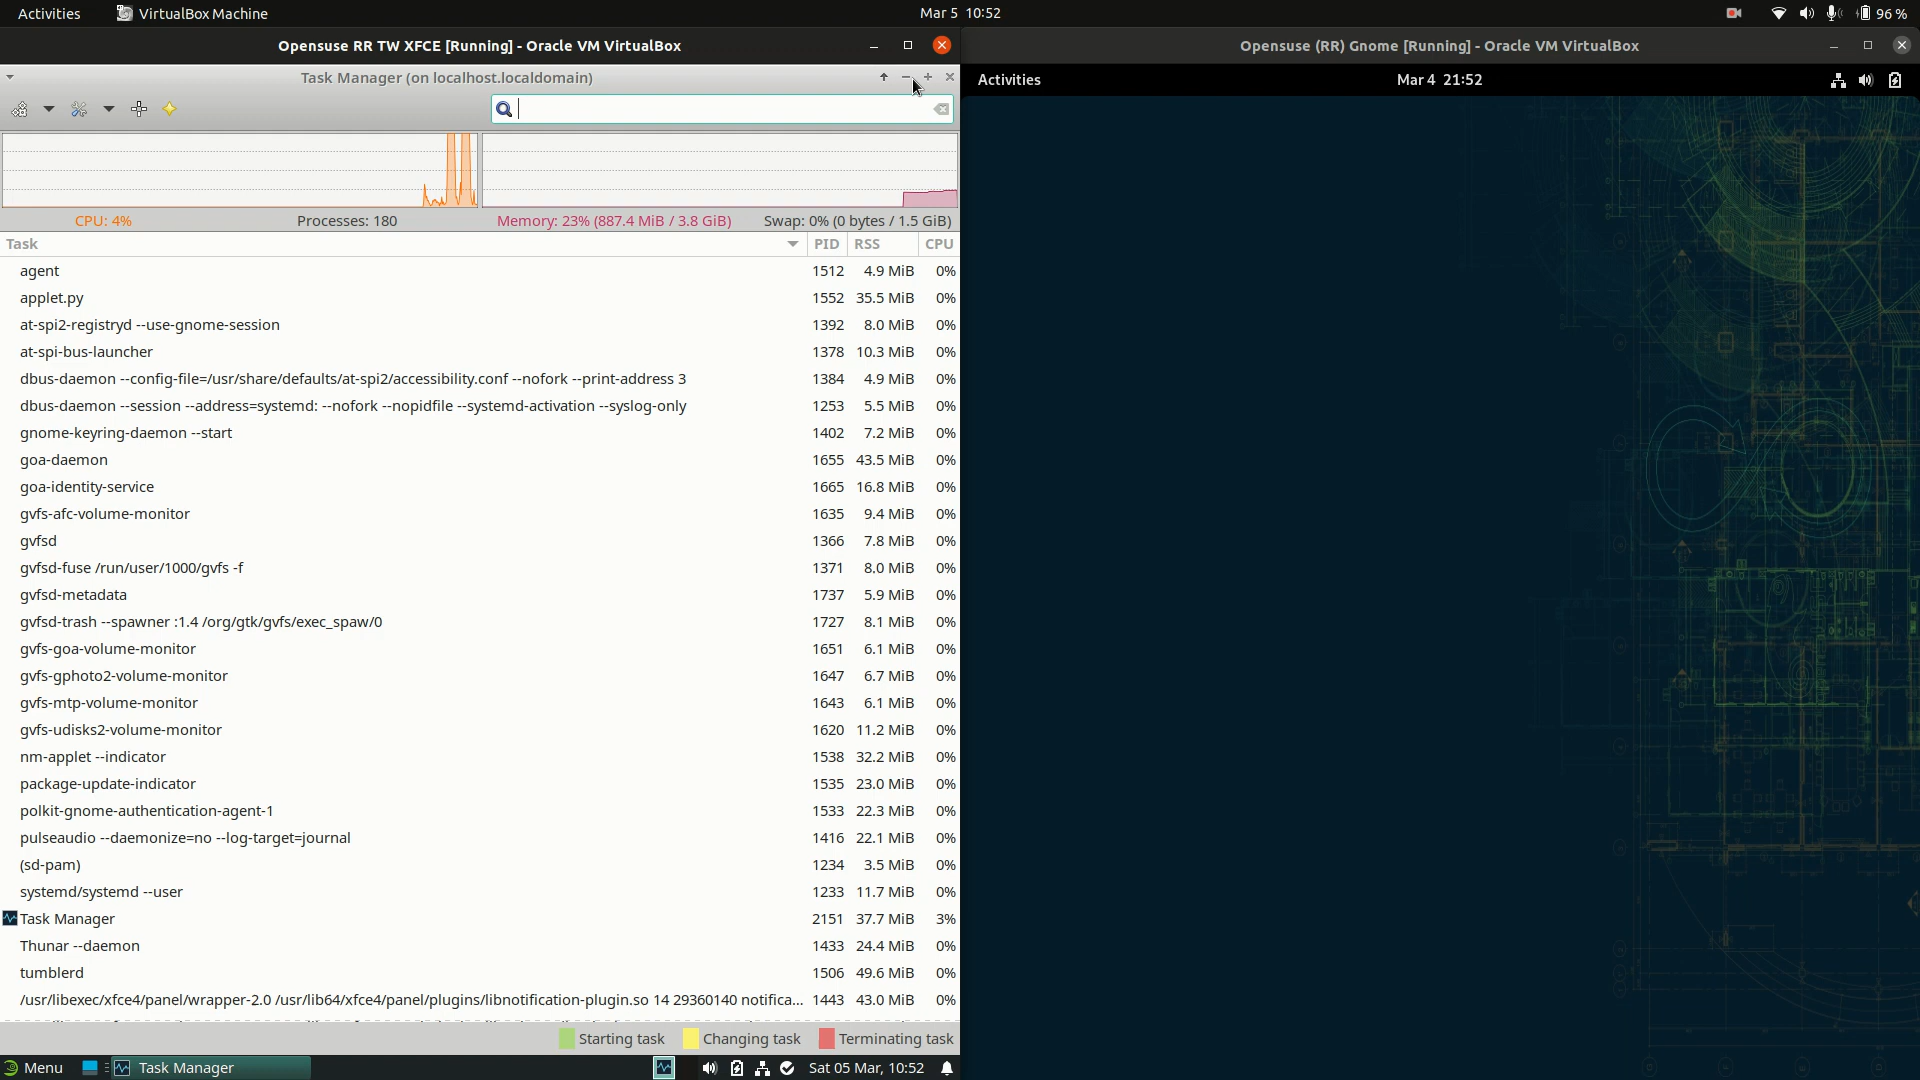 Activities VirtualBox Machine Mar 5 10:52 96 %
Opensuse RR TW XFCE [Running] - Oracle VM VirtualBox
Opensuse (RR) Gnome [Running] - Oracle VM VirtualBox
Task Manager (on localhost.localdomain)
Activities Mar 4 21:52
CPU: 4% Processes: 180 Memory: 23% (887.4 MiB / 3.8 GiB) Swap: 0% (0 bytes / 1.5 GiB)
Task PID RSS CPU
agent 1512 4.9 MiB 0%
applet.py 1552 35.5 MiB 0%
at-spi2-registryd --use-gnome-session 1392 8.0 MiB 0%
at-spi-bus-launcher 1378 10.3 MiB 0%
dbus-daemon --config-file=/usr/share/defaults/at-spi2/accessibility.conf --nofork --print-address 3 1384 4.9 MiB 0%
dbus-daemon --session --address=systemd: --nofork --nopidfile --systemd-activation --syslog-only 1253 5.5 MiB 0%
gnome-keyring-daemon --start 1402 7.2 MiB 0%
goa-daemon 1655 43.5 MiB 0%
goa-identity-service 1665 16.8 MiB 0%
gvfs-afc-volume-monitor 1635 9.4 MiB 0%
gvfsd 1366 7.8 MiB 0%
gvfsd-fuse /run/user/1000/gvfs -f 1371 8.0 MiB 0%
gvfsd-metadata 1737 5.9 MiB 0%
gvfsd-trash --spawner :1.4 /org/gtk/gvfs/exec_spaw/0 1727 8.1 MiB 0%
gvfs-goa-volume-monitor 1651 6.1 MiB 0%
gvfs-gphoto2-volume-monitor 1647 6.7 MiB 0%
gvfs-mtp-volume-monitor 1643 6.1 MiB 0%
gvfs-udisks2-volume-monitor 1620 11.2 MiB 0%
nm-applet --indicator 1538 32.2 MiB 0%
package-update-indicator 1535 23.0 MiB 0%
polkit-gnome-authentication-agent-1 1533 22.3 MiB 0%
pulseaudio --daemonize=no --log-target=journal 1416 22.1 MiB 0%
(sd-pam) 1234 3.5 MiB 0%
systemd/systemd --user 1233 11.7 MiB 0%
Task Manager 2151 37.7 MiB 3%
Thunar --daemon 1433 24.4 MiB 0%
tumblerd 1506 49.6 MiB 0%
/usr/libexec/xfce4/panel/wrapper-2.0 /usr/lib64/xfce4/panel/plugins/libnotification-plugin.so 14 29360140 notifica... 1443 43.0 MiB 0%
Starting task Changing task Terminating task
Menu Task Manager Sat 05 Mar, 10:52